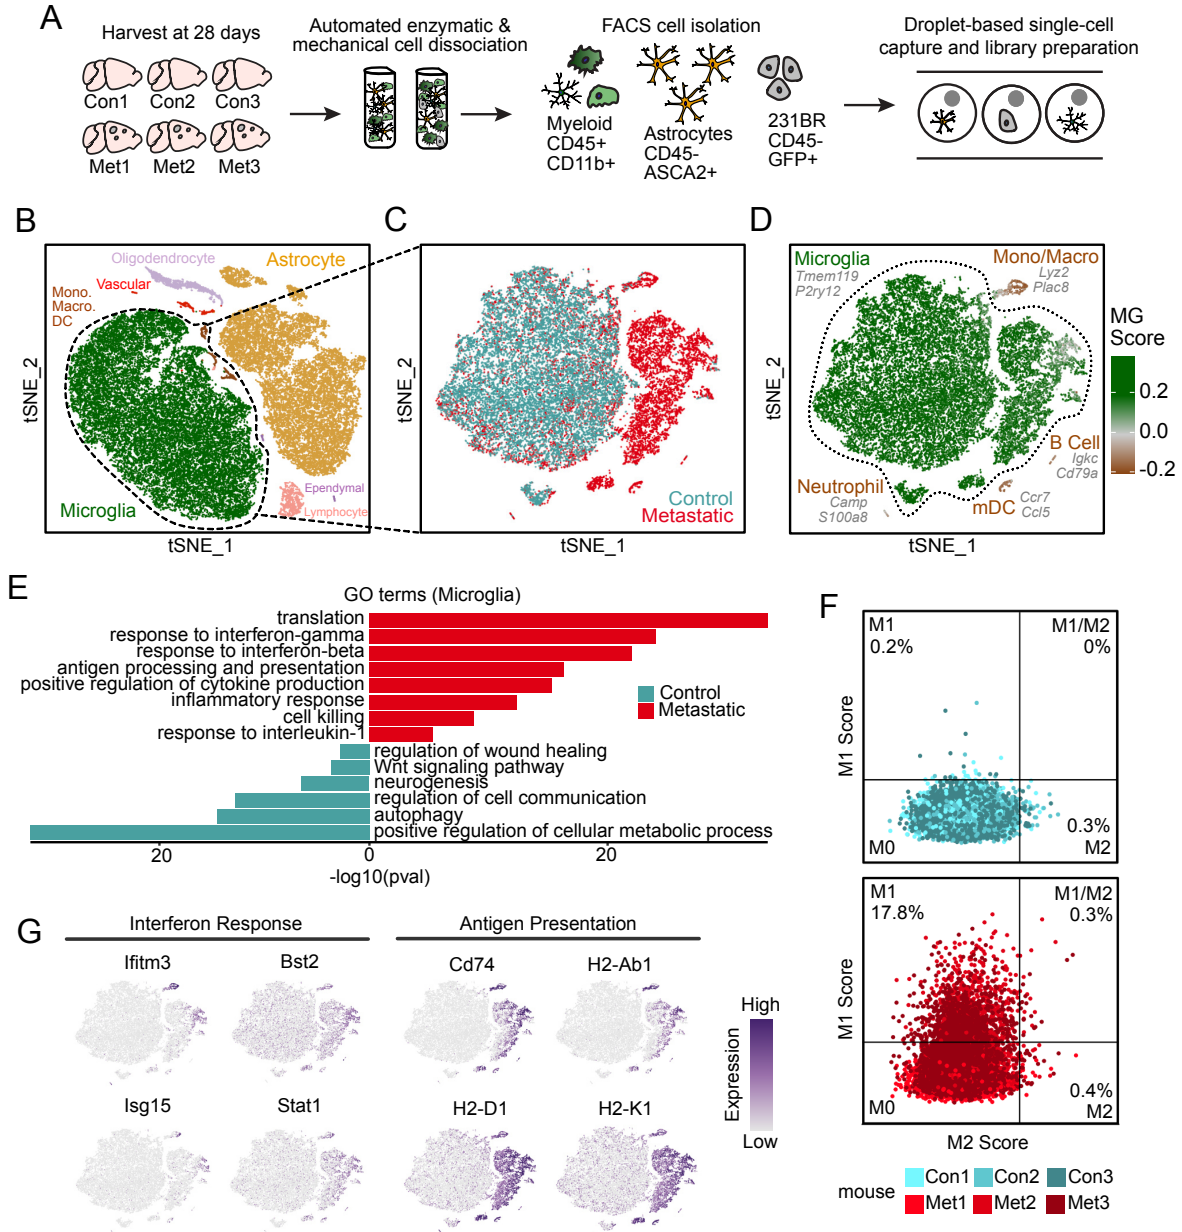 A
Harvest at 28 days
Con1 Con2 Con3
Met1 Met2 Met3
Automated enzymatic &
mechanical cell dissociation
FACS cell isolation
Myeloid
CD45+
CD11b+
Astrocytes
CD45-
ASCA2+
231BR
CD45-
GFP+
Droplet-based single-cell
capture and library preparation
B
Oligodendrocyte
Astrocyte
Vascular
Mono.
Macro.
DC
Microglia
Ependymal
Lymphocyte
tSNE_2
tSNE_1
C
Control
Metastatic
tSNE_2
tSNE_1
D
Microglia
Tmem119
P2ry12
Mono/Macro
Lyz2
Plac8
B Cell
Igkc
Cd79a
Neutrophil
Camp
S100a8
mDC
Ccr7
Ccl5
tSNE_2
tSNE_1
MG
Score
0.2
0.0
-0.2
E
GO terms (Microglia)
translation
response to interferon-gamma
response to interferon-beta
antigen processing and presentation
positive regulation of cytokine production
inflammatory response
cell killing
response to interleukin-1
Control
Metastatic
regulation of wound healing
Wnt signaling pathway
neurogenesis
regulation of cell communication
autophagy
positive regulation of cellular metabolic process
20 0 20
-log10(pval)
F
M1
0.2%
M1/M2
0%
M0
0.3%
M2
M1 Score
M1
17.8%
M1/M2
0.3%
M0
0.4%
M2
M1 Score
M2 Score
mouse
Con1 Con2 Con3
Met1 Met2 Met3
G
Interferon Response
Antigen Presentation
Ifitm3 Bst2 Cd74 H2-Ab1
Isg15 Stat1 H2-D1 H2-K1
High
Expression
Low